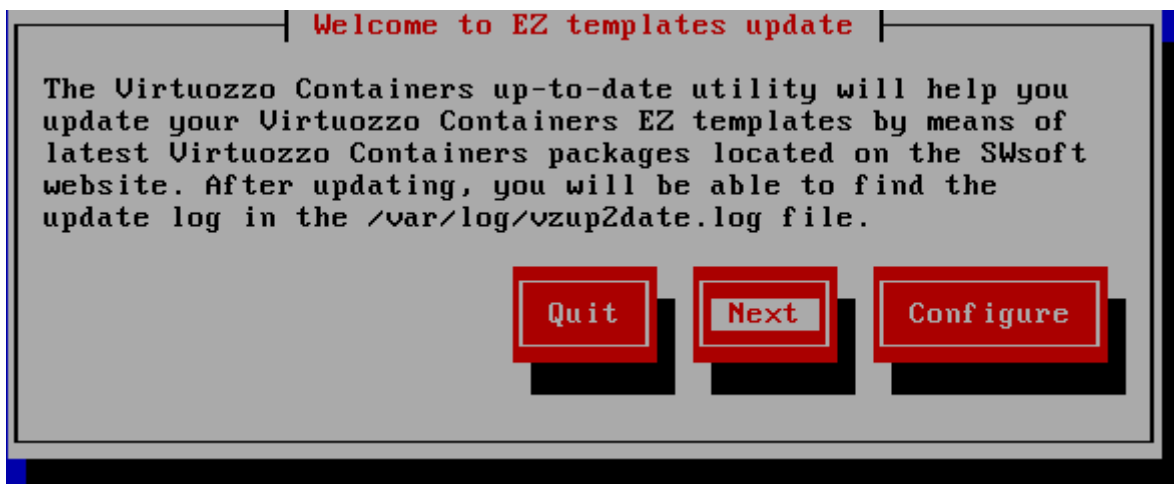 Welcome to EZ templates update
The Virtuozzo Containers up-to-date utility will help you
update your Virtuozzo Containers EZ templates by means of
latest Virtuozzo Containers packages located on the SWsoft
website. After updating, you will be able to find the
update log in the /var/log/vzup2date.log file.
Quit Next Configure